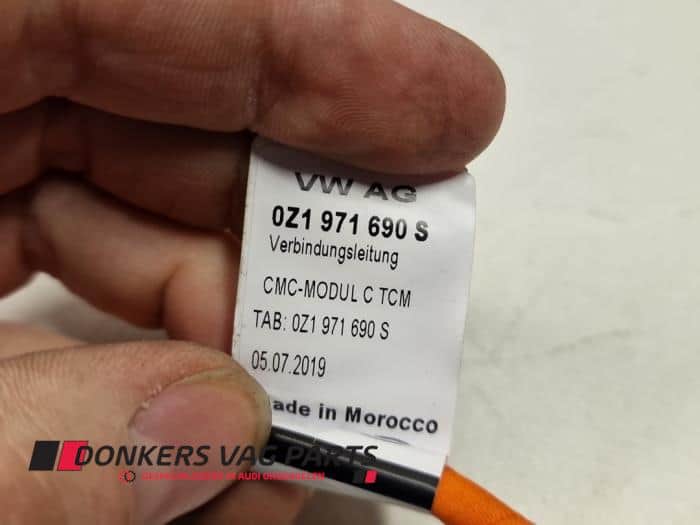 VW AG
0Z1 971 690 S
Verbindungsleitung
CMC-MODUL C TCM
TAB: 0Z1 971 690 S
05.07.2019
ade in Morocco
DONKERS VAG PARTS